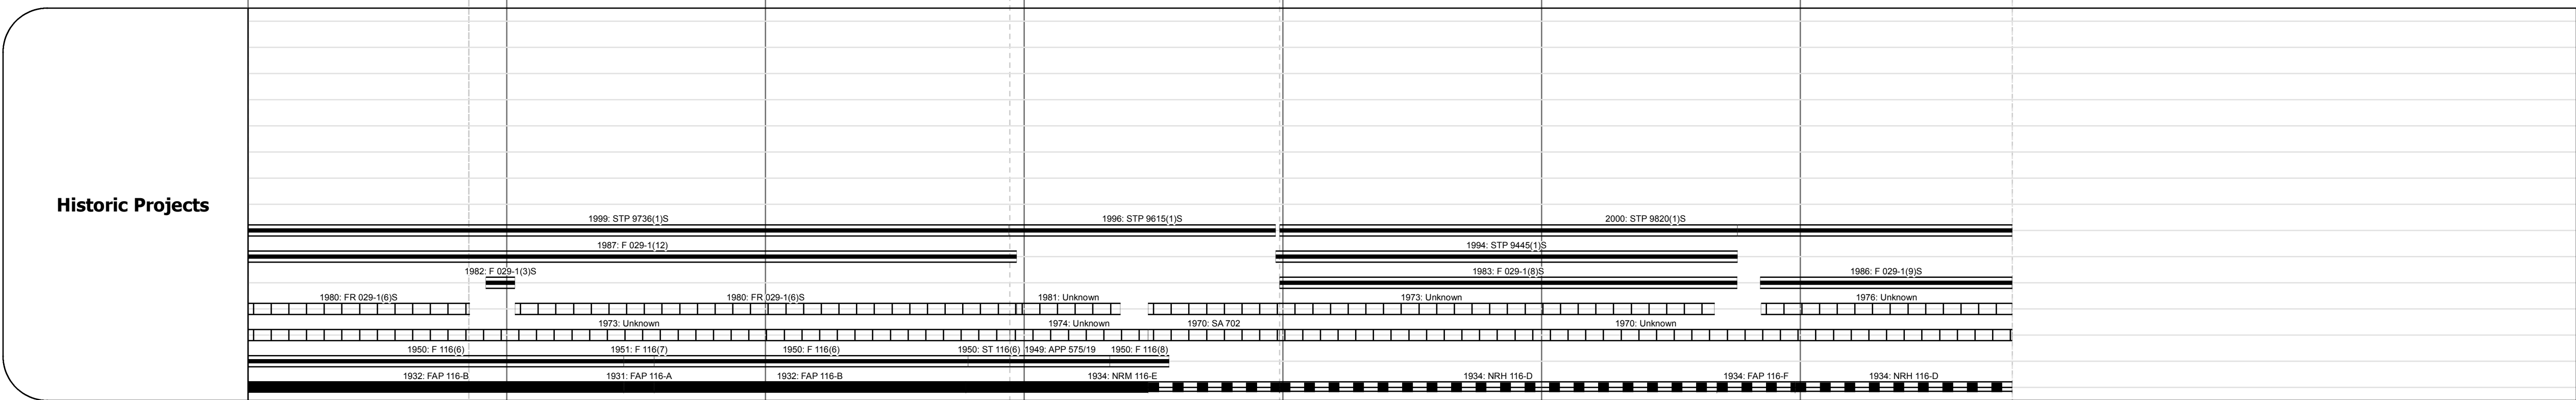 Historic Projects
1999: STP 9736(1)S 1996: STP 9615(1)S 2000: STP 9820(1)S
1987: F 029-1(12) 1994: STP 9445(1)S
1982: F 029-1(3)S 1983: F 029-1(8)S 1986: F 029-1(9)S
1980: FR 029-1(6)S 1980: FR 029-1(6)S 1981: Unknown 1973: Unknown 1976: Unknown
1973: Unknown 1974: Unknown 1970: SA 702 1970: Unknown
1950: F 116(6) 1951: F 116(7) 1950: F 116(6) 1950: ST 116(6) 1949: APP 575/19 1950: F 116(8)
1932: FAP 116-B 1931: FAP 116-A 1932: FAP 116-B 1934: NRM 116-E 1934: NRH 116-D 1934: FAP 116-F 1934: NRH 116-D